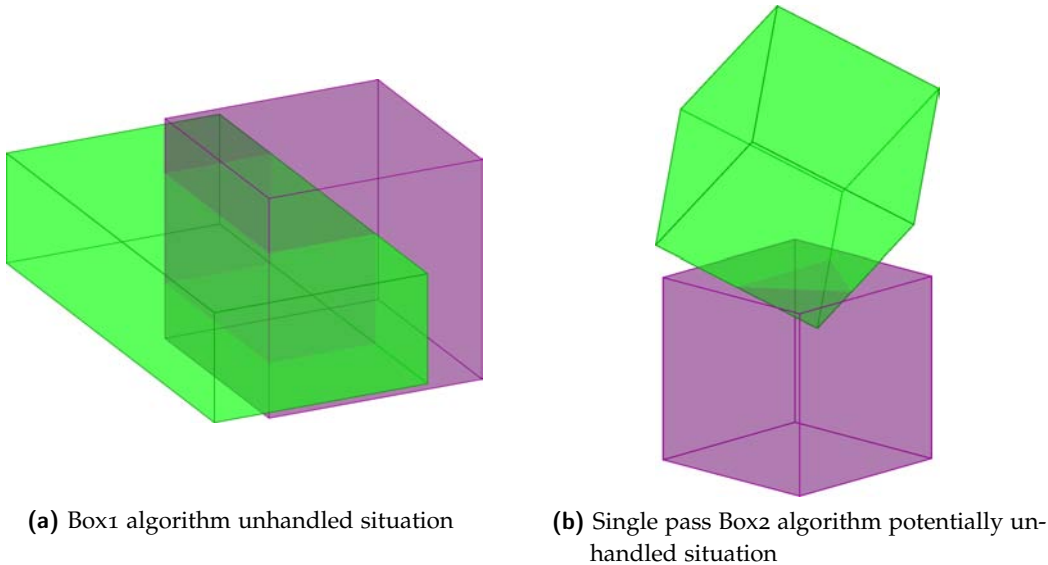 (a) Box1 algorithm unhandled situation
(b) Single pass Box2 algorithm potentially un-
handled situation